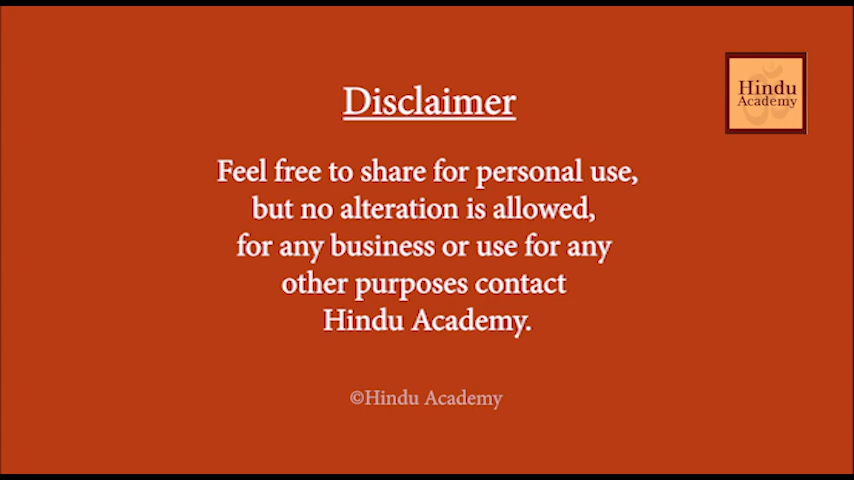 Disclaimer
Hindu
Academy
Feel free to share for personal use,
but no alteration is allowed,
for any business or use for any
other purposes contact
Hindu Academy.
©Hindu Academy